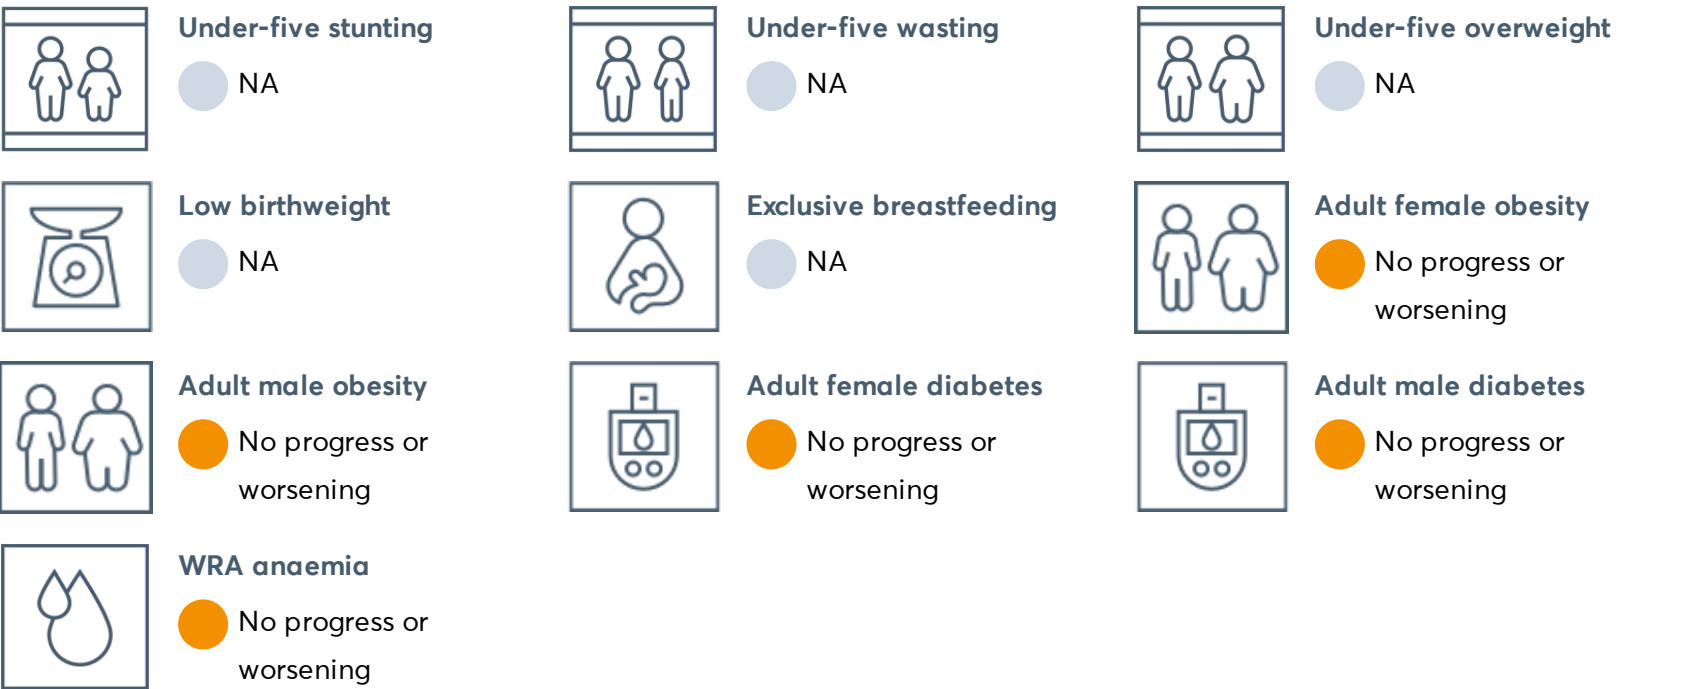 Under-five stunting
NA
Under-five wasting
NA
Under-five overweight
NA
Low birthweight
NA
Exclusive breastfeeding
NA
Adult female obesity
No progress or
worsening
Adult male obesity
No progress or
worsening
Adult female diabetes
No progress or
worsening
Adult male diabetes
No progress or
worsening
WRA anaemia
No progress or
worsening